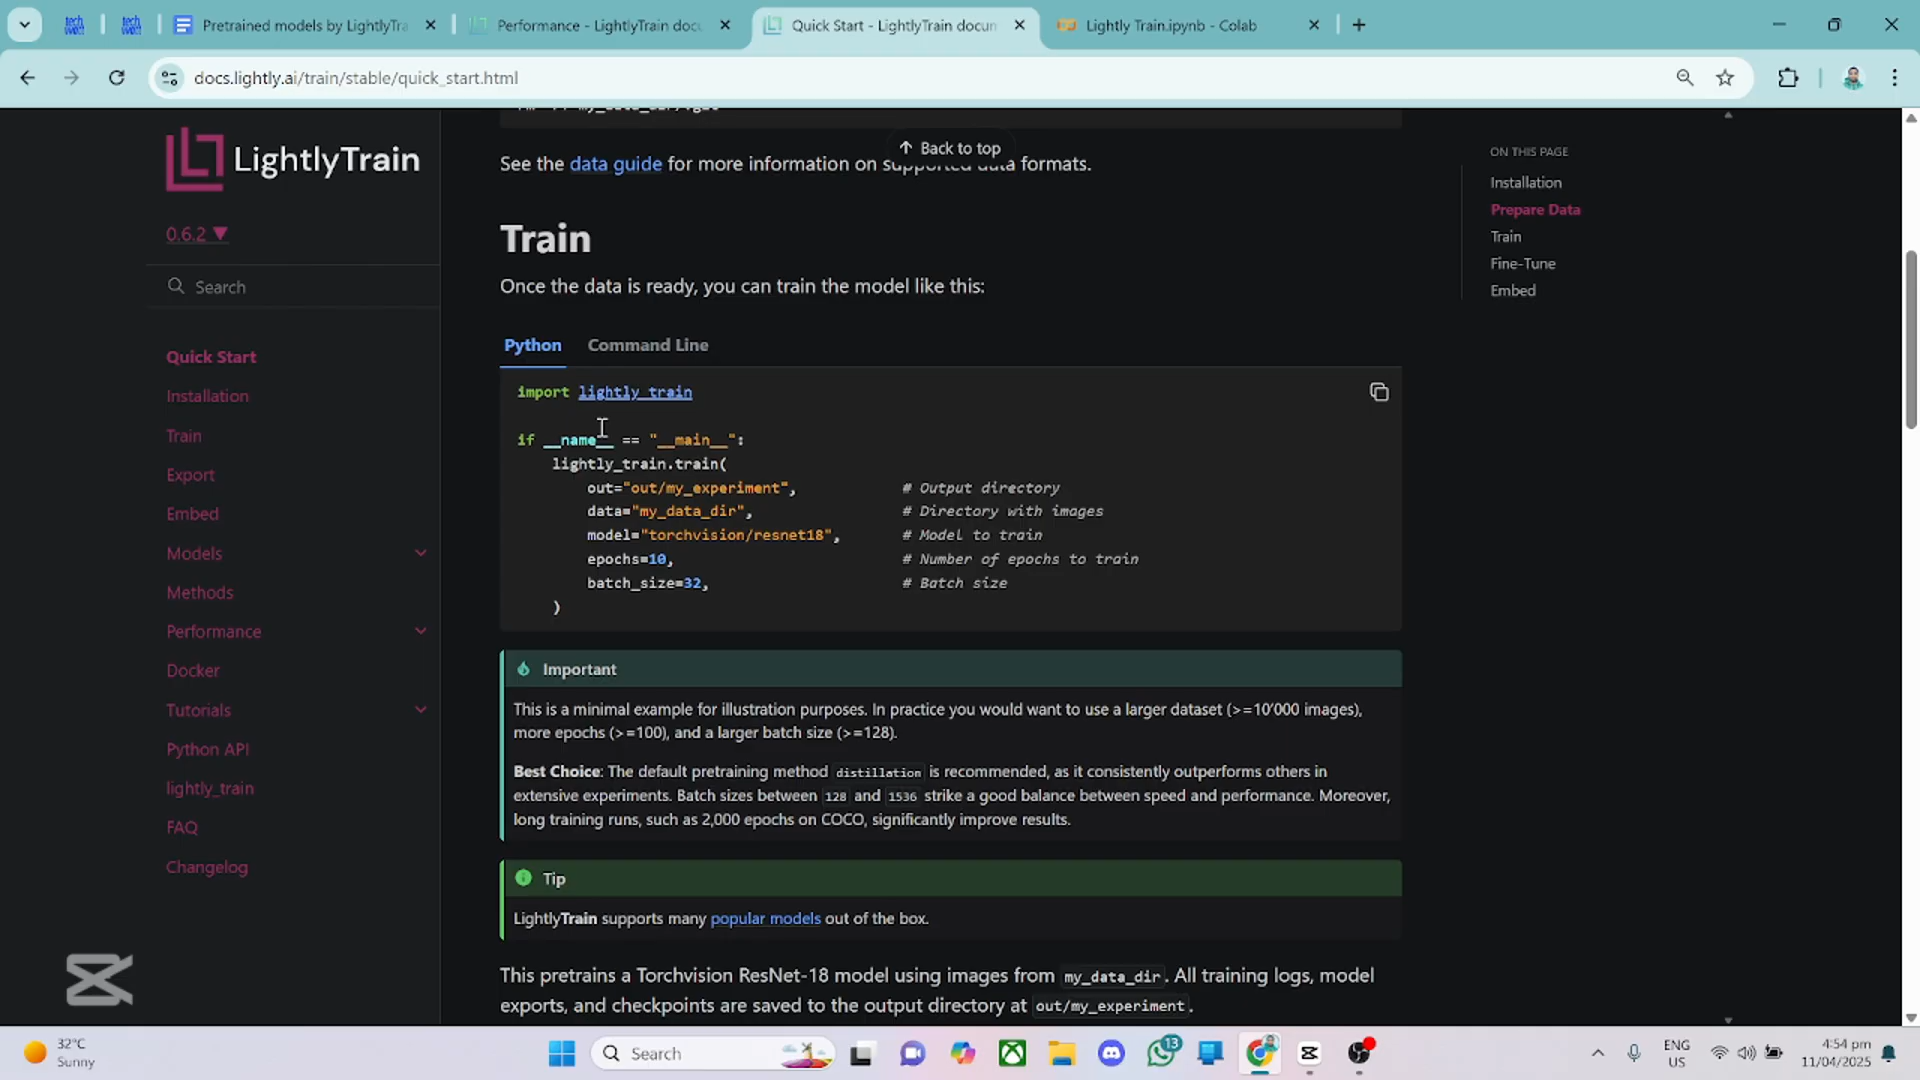 Pretrained models by LightlyTra
Performance - LightlyTrain docu
Quick Start - LightlyTrain docum
Lightly Train.ipynb - Colab
docs.lightly.ai/train/stable/quick_start.html
LightlyTrain
0.6.2 ▼
Search
Quick Start
Installation
Train
Export
Embed
Models
Methods
Performance
Docker
Tutorials
Python API
lightly_train
FAQ
Changelog
Back to top
See the data guide for more information on supported data formats.
Train
Once the data is ready, you can train the model like this:
Python Command Line
import lightly_train
if __name__ == "__main__":
lightly_train.train(
out="out/my_experiment", # Output directory
data="my_data_dir", # Directory with images
model="torchvision/resnet18", # Model to train
epochs=10, # Number of epochs to train
batch_size=32, # Batch size
)
Important
This is a minimal example for illustration purposes. In practice you would want to use a larger dataset (>=10'000 images),
more epochs (>=100), and a larger batch size (>=128).
Best Choice: The default pretraining method distillation is recommended, as it consistently outperforms others in
extensive experiments. Batch sizes between 128 and 1536 strike a good balance between speed and performance. Moreover,
long training runs, such as 2,000 epochs on COCO, significantly improve results.
Tip
LightlyTrain supports many popular models out of the box.
This pretrains a Torchvision ResNet-18 model using images from my_data_dir. All training logs, model
exports, and checkpoints are saved to the output directory at out/my_experiment.
ON THIS PAGE
Installation
Prepare Data
Train
Fine-Tune
Embed
32°C
Sunny
Search
13
ENG
US
4:54 pm
11/04/2025